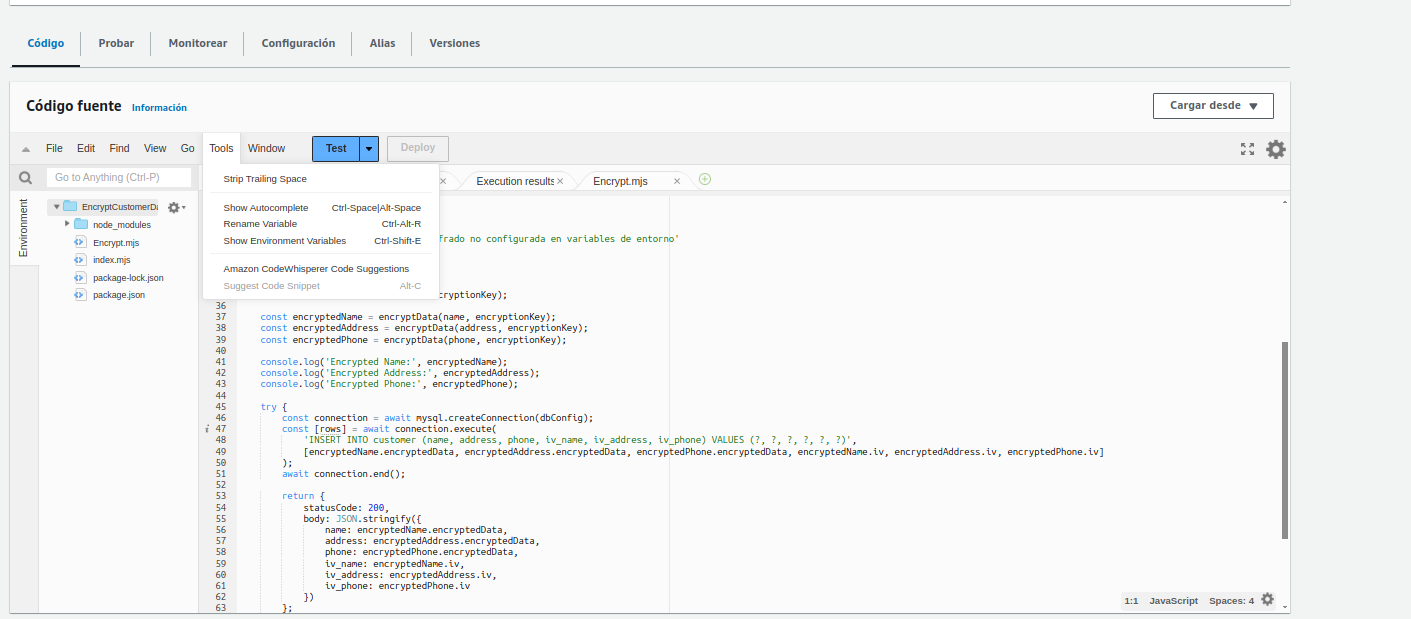 Código Probar Monitorear Configuración Alias Versiones
Código fuente Información Cargar desde
File Edit Find View Go Tools Window Test Deploy
Go to Anything (Ctrl-P)
Environment
EncryptCustomerDa
node_modules
Encrypt.mjs
index.mjs
package-lock.json
package.json
Strip Trailing Space
Show Autocomplete Ctrl-Space|Alt-Space
Rename Variable Ctrl-Alt-R
Show Environment Variables Ctrl-Shift-E
Amazon CodeWhisperer Code Suggestions
Suggest Code Snippet Alt-C
Execution results × Encrypt.mjs ×
frado no configurada en variables de entorno'
cryptionKey);
36
37 const encryptedName = encryptData(name, encryptionKey);
38 const encryptedAddress = encryptData(address, encryptionKey);
39 const encryptedPhone = encryptData(phone, encryptionKey);
40
41 console.log('Encrypted Name:', encryptedName);
42 console.log('Encrypted Address:', encryptedAddress);
43 console.log('Encrypted Phone:', encryptedPhone);
44
45 try {
46 const connection = await mysql.createConnection(dbConfig);
i 47 const [rows] = await connection.execute(
48 'INSERT INTO customer (name, address, phone, iv_name, iv_address, iv_phone) VALUES (?, ?, ?, ?, ?, ?)',
49 [encryptedName.encryptedData, encryptedAddress.encryptedData, encryptedPhone.encryptedData, encryptedName.iv, encryptedAddress.iv, encryptedPhone.iv]
50 );
51 await connection.end();
52
53 return {
54 statusCode: 200,
55 body: JSON.stringify({
56 name: encryptedName.encryptedData,
57 address: encryptedAddress.encryptedData,
58 phone: encryptedPhone.encryptedData,
59 iv_name: encryptedName.iv,
60 iv_address: encryptedAddress.iv,
61 iv_phone: encryptedPhone.iv
62 })
63 };
1:1 JavaScript Spaces: 4